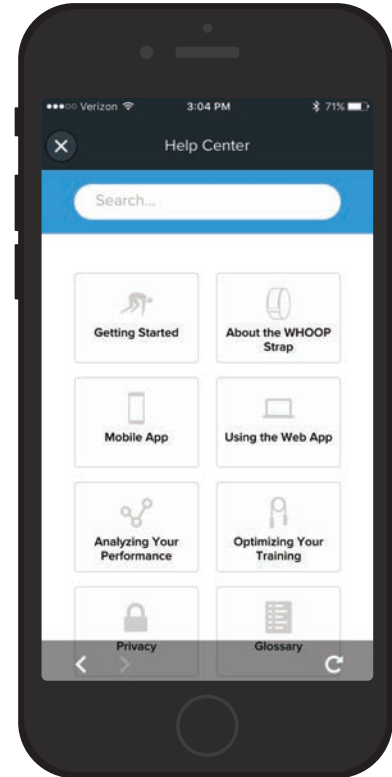 Verizon 3:04 PM 71%
Help Center
Search...
Getting Started
About the WHOOP
Strap
Mobile App
Using the Web App
Analyzing Your
Performance
Optimizing Your
Training
Privacy
Glossary